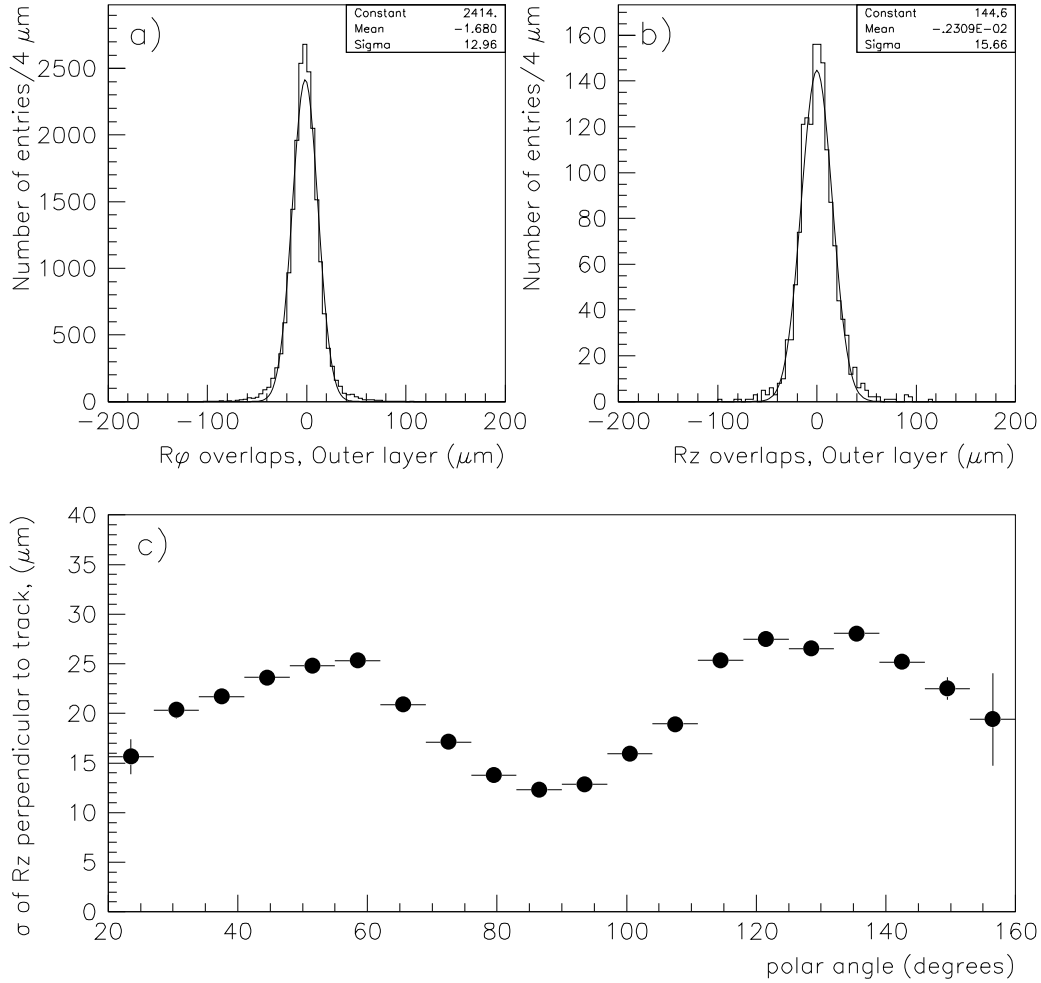 a)
Constant 2414.
Mean -1.680
Sigma 12.96
Number of entries/4 μm
2500
2000
1500
1000
500
0
-200 -100 0 100 200
Rφ overlaps, Outer layer (μm)
b)
Constant 144.6
Mean -.2309E-02
Sigma 15.66
Number of entries/4 μm
160
140
120
100
80
60
40
20
0
-200 -100 0 100 200
Rz overlaps, Outer layer (μm)
c)
σ of Rz perpendicular to track, (μm)
40
35
30
25
20
15
10
5
0
20 40 60 80 100 120 140 160
polar angle (degrees)